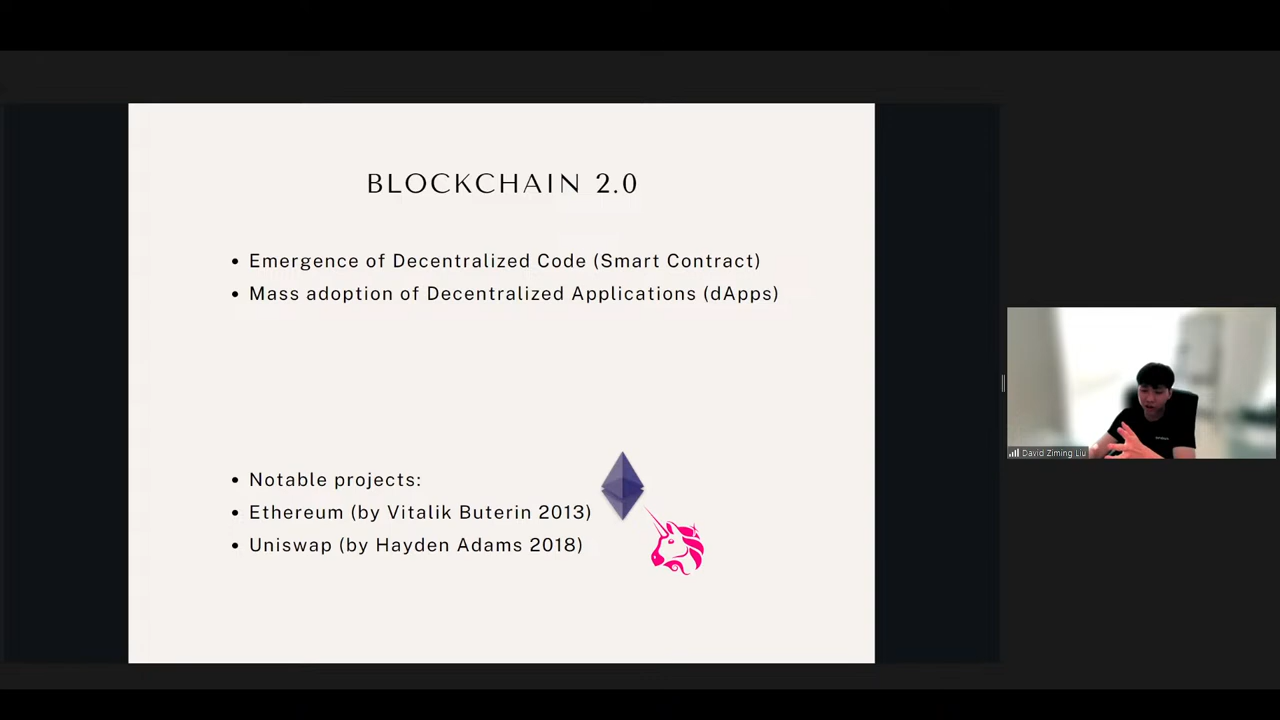 BLOCKCHAIN 2.0
• Emergence of Decentralized Code (Smart Contract)
• Mass adoption of Decentralized Applications (dApps)
• Notable projects:
• Ethereum (by Vitalik Buterin 2013)
• Uniswap (by Hayden Adams 2018)
David Ziming Liu